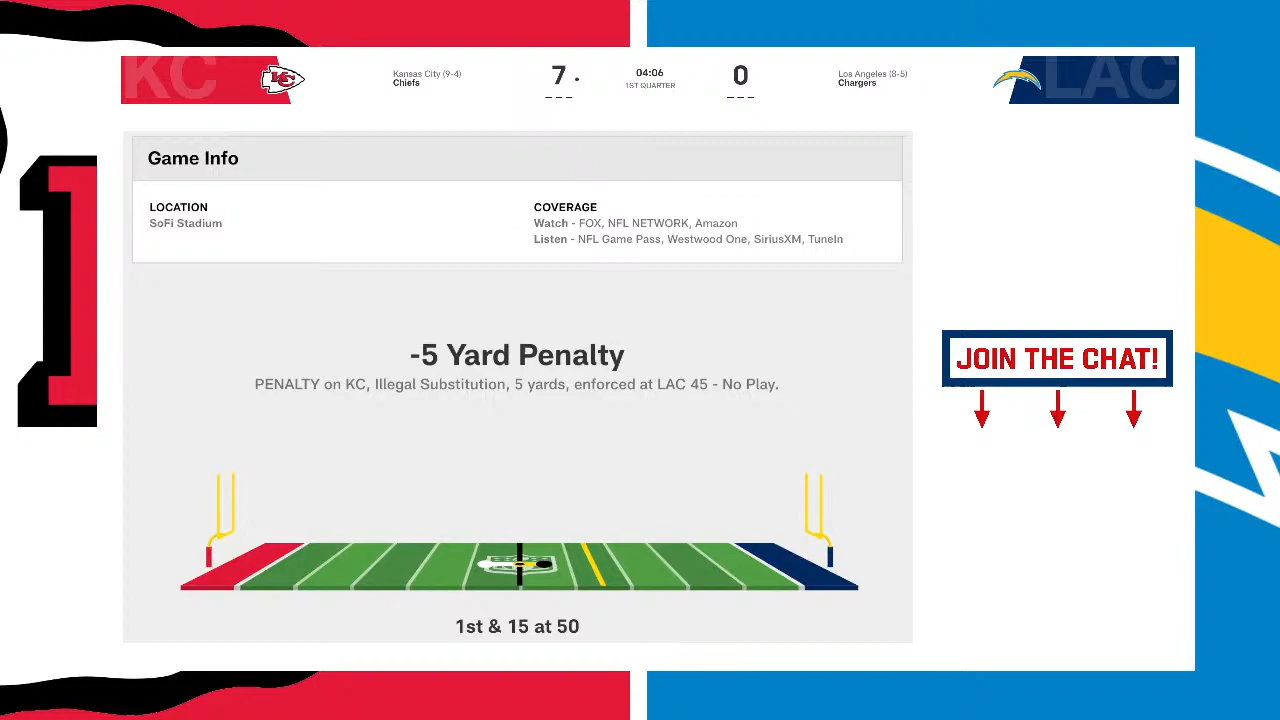 KC
KC
Kansas City (9-4)
Chiefs
7
04:06
1ST QUARTER
0
Los Angeles (8-5)
Chargers
LAC
Game Info
LOCATION
SoFi Stadium
COVERAGE
Watch - FOX, NFL NETWORK, Amazon
Listen - NFL Game Pass, Westwood One, SiriusXM, TuneIn
-5 Yard Penalty
PENALTY on KC, Illegal Substitution, 5 yards, enforced at LAC 45 - No Play.
JOIN THE CHAT!
1st & 15 at 50